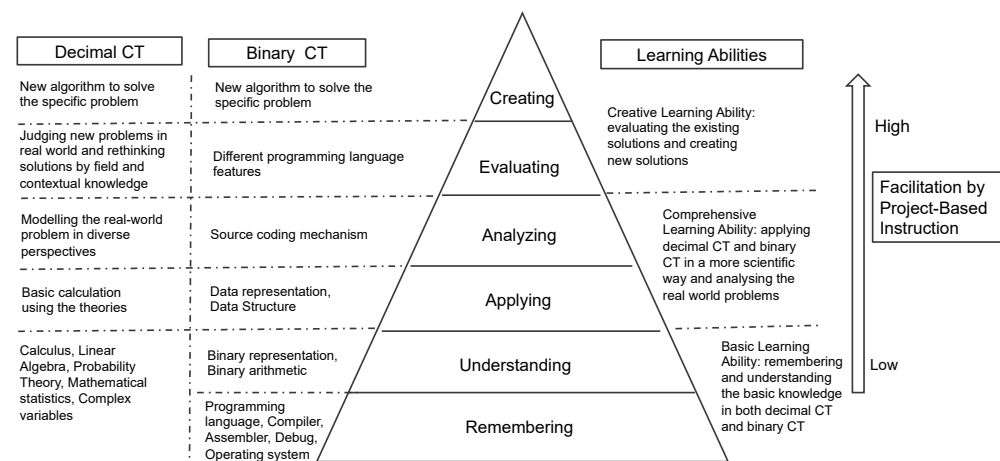 Decimal CT
Binary CT
Learning Abilities
New algorithm to solve
the specific problem
New algorithm to solve the
specific problem
Creating
Creative Learning Ability:
evaluating the existing
solutions and creating
new solutions
High
Judging new problems in
real world and rethinking
solutions by field and
contextual knowledge
Different programming language
features
Evaluating
Facilitation by
Project-Based
Instruction
Modelling the real-world
problem in diverse
perspectives
Source coding mechanism
Analyzing
Comprehensive
Learning Ability: applying
decimal CT and binary
CT in a more scientific
way and analysing the
real world problems
Basic calculation
using the theories
Data representation,
Data Structure
Applying
Calculus, Linear
Algebra, Probability
Theory, Mathematical
statistics, Complex
variables
Binary representation,
Binary arithmetic
Understanding
Basic Learning
Ability: remembering
and understanding
the basic knowledge
in both decimal CT
and binary CT
Low
Programming
language, Compiler,
Assembler, Debug,
Operating system
Remembering